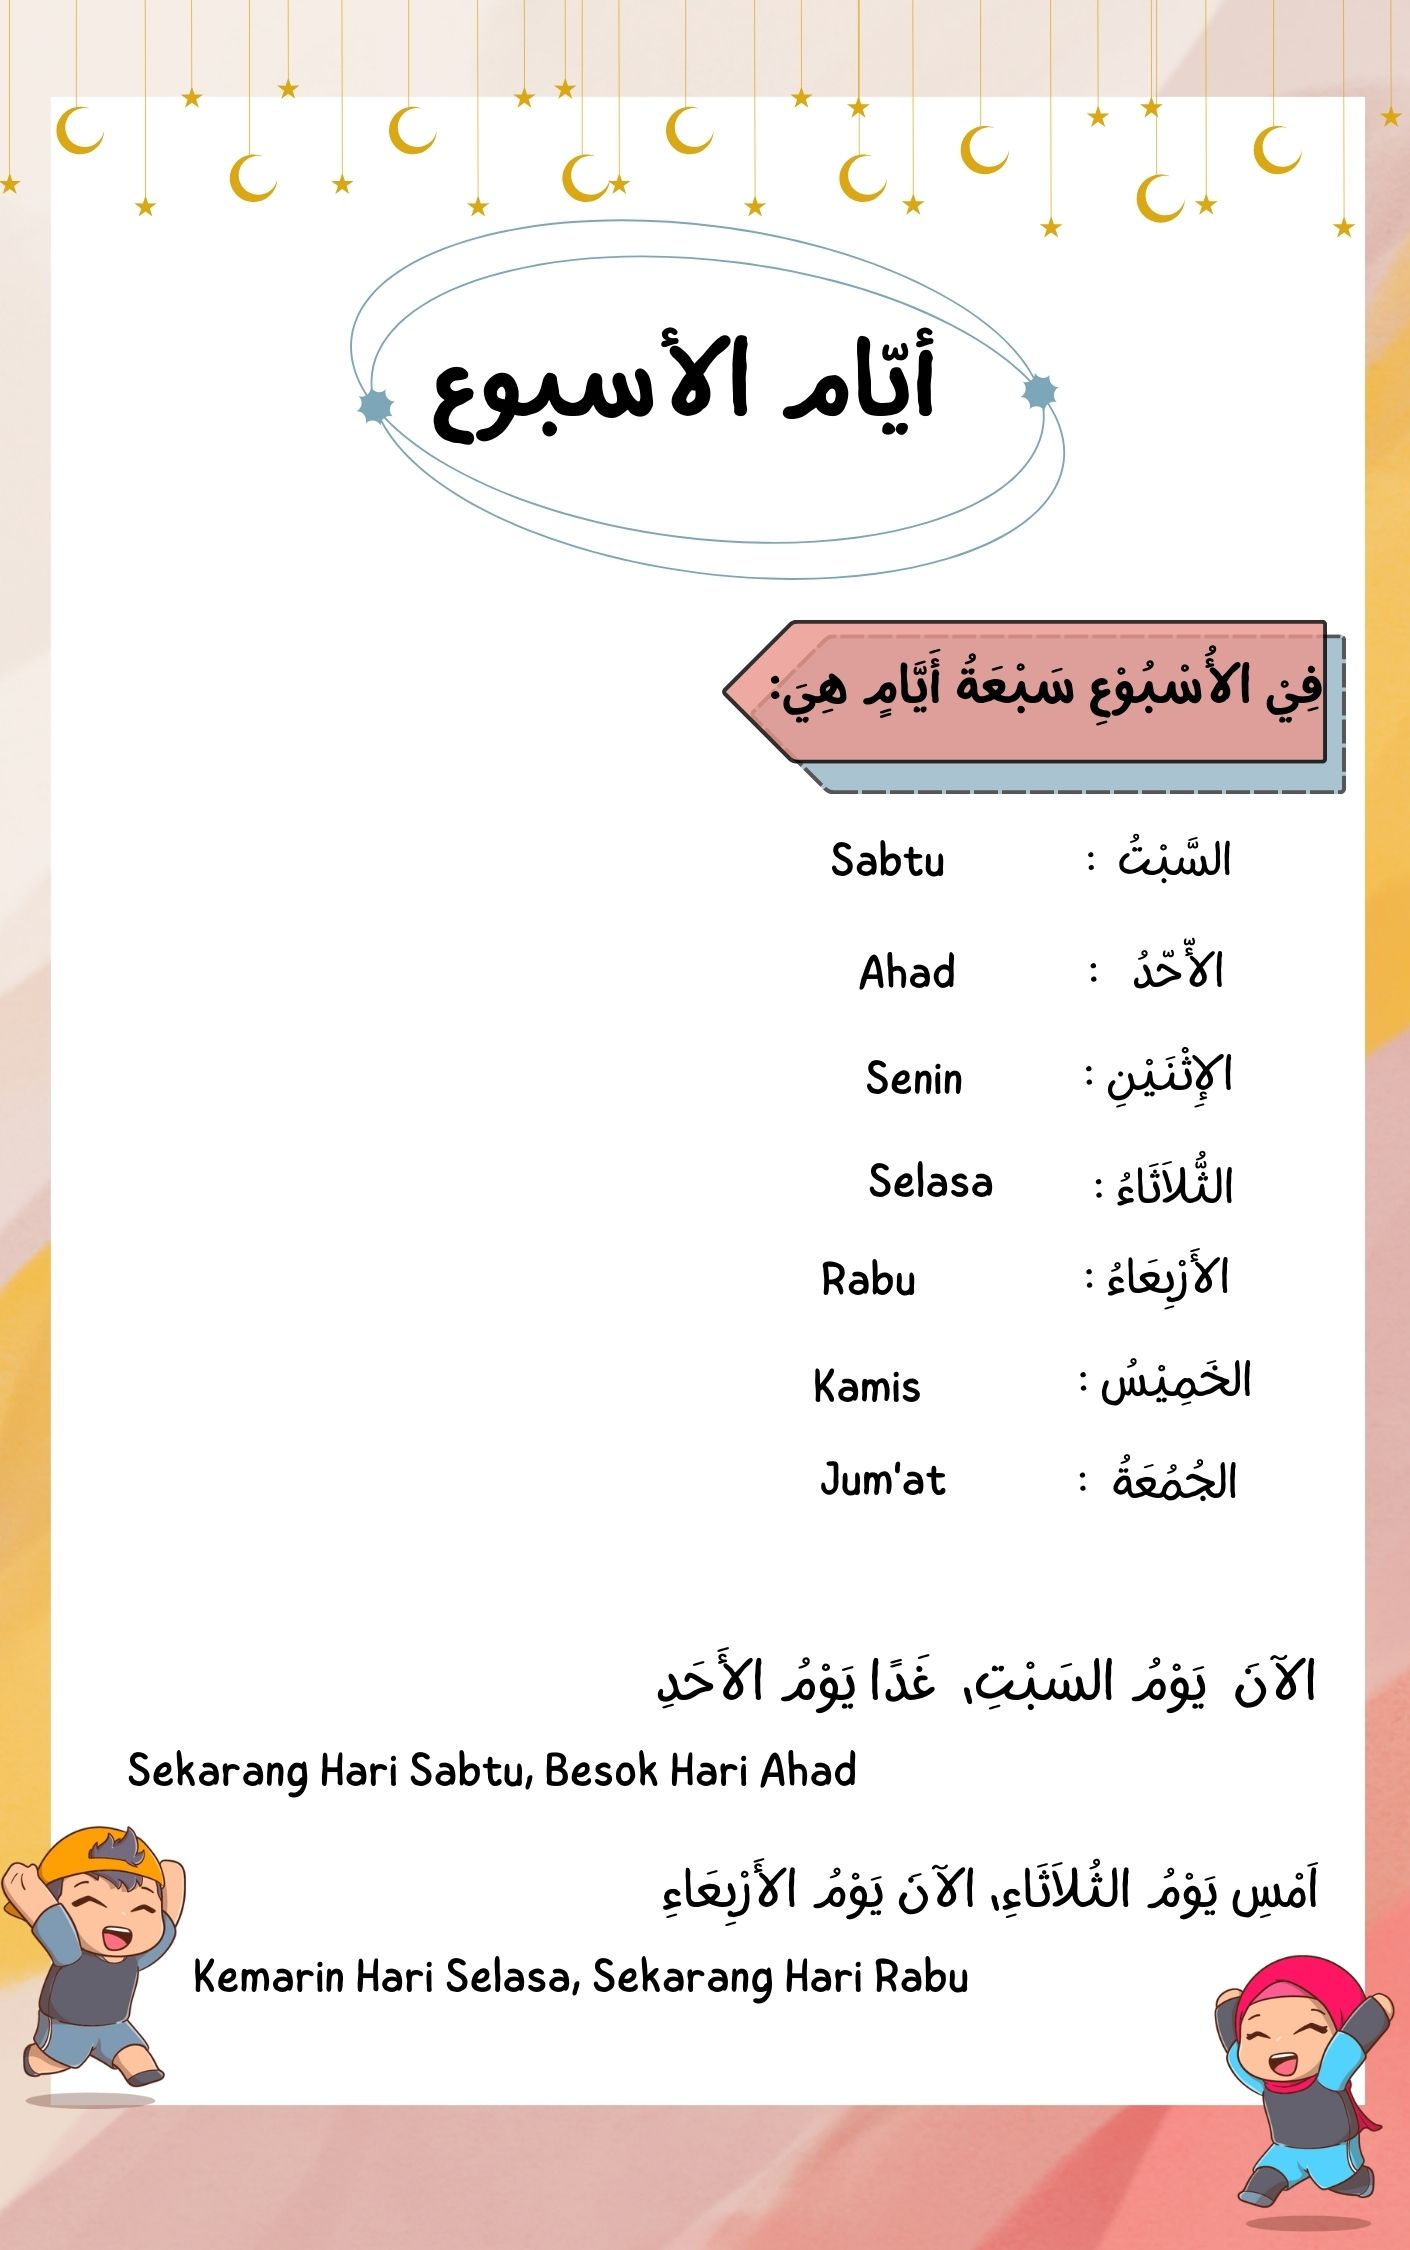 أيّام الأسبوع
فِيْ الأُسْبُوْعِ سَبْعَةُ أَيَّامٍ هِيَ:
السَّبْتُ : Sabtu
الأّحّدُ : Ahad
الإِثْنَيْنِ : Senin
الثُّلاَثَاءُ : Selasa
الأَرْبِعَاءُ : Rabu
الخَمِيْسُ : Kamis
الجُمُعَةُ : Jum'at
الآنَ يَوْمُ السَبْتِ، غَدًا يَوْمُ الأَحَدِ
Sekarang Hari Sabtu, Besok Hari Ahad
اَمْسِ يَوْمُ الثُلاَثَاءِ، الآنَ يَوْمُ الأَرْبِعَاءِ
Kemarin Hari Selasa, Sekarang Hari Rabu